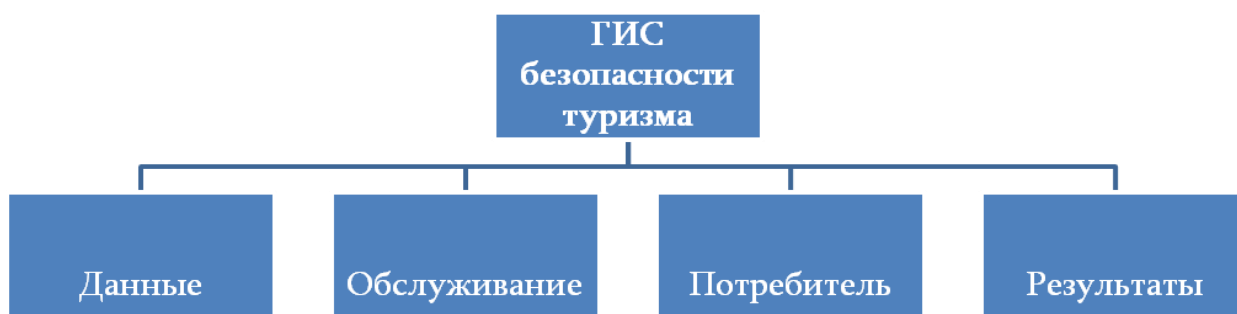 ГИС
безопасности
туризма
Данные
Обслуживание
Потребитель
Результаты